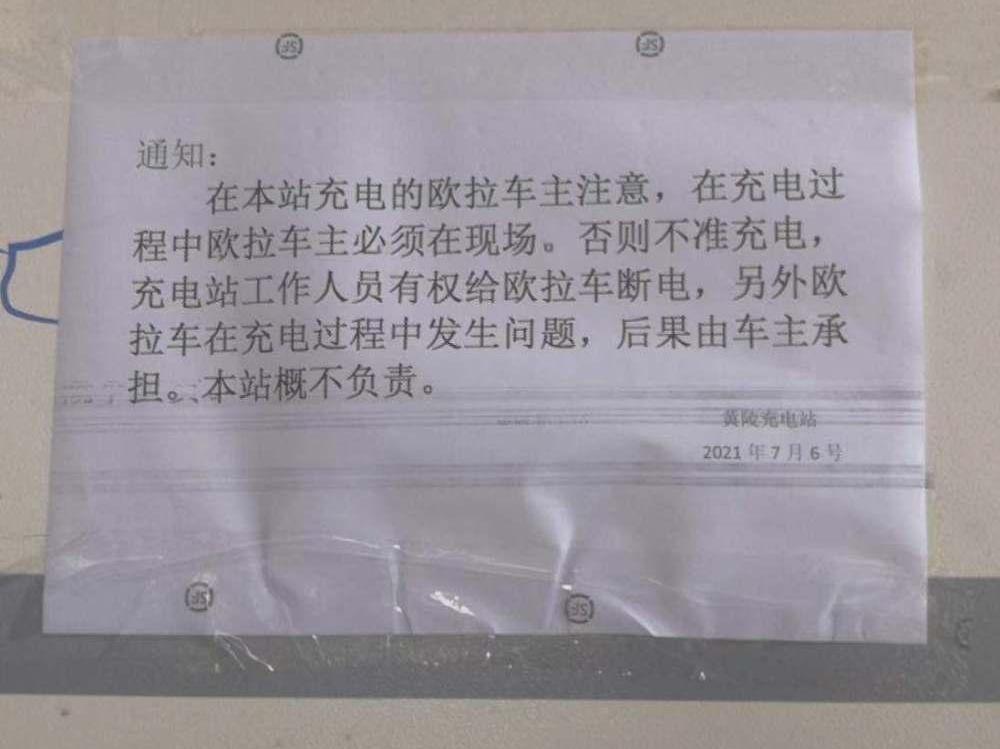 SF SF
通知：
在本站充电的欧拉车主注意，在充电过
程中欧拉车主必须在现场。否则不准充电，
充电站工作人员有权给欧拉车断电，另外欧
拉车在充电过程中发生问题，后果由车主承
担。、本站概不负责。
黄陵充电站
2021 年 7 月 6 号
SF SF